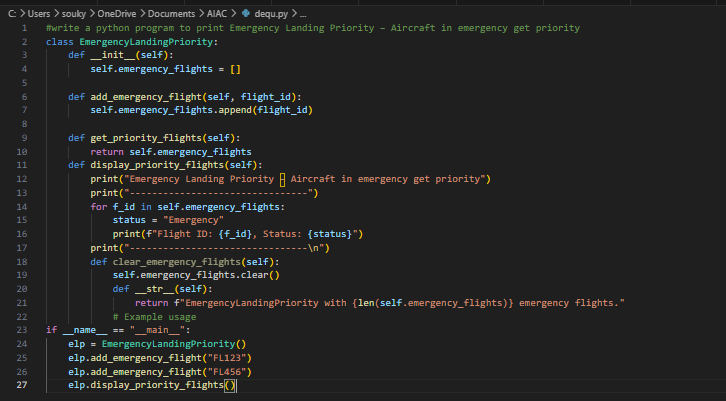 C: > Users > souky > OneDrive > Documents > AIAC > dequ.py > ...
1 #write a python program to print Emergency Landing Priority – Aircraft in emergency get priority
2 class EmergencyLandingPriority:
3     def __init__(self):
4         self.emergency_flights = []
5
6     def add_emergency_flight(self, flight_id):
7         self.emergency_flights.append(flight_id)
8
9     def get_priority_flights(self):
10         return self.emergency_flights
11     def display_priority_flights(self):
12         print("Emergency Landing Priority – Aircraft in emergency get priority")
13         print("--------------------------------")
14         for f_id in self.emergency_flights:
15             status = "Emergency"
16             print(f"Flight ID: {f_id}, Status: {status}")
17         print("--------------------------------\n")
18         def clear_emergency_flights(self):
19             self.emergency_flights.clear()
20             def __str__(self):
21                 return f"EmergencyLandingPriority with {len(self.emergency_flights)} emergency flights."
22             # Example usage
23 if __name__ == "__main__":
24     elp = EmergencyLandingPriority()
25     elp.add_emergency_flight("FL123")
26     elp.add_emergency_flight("FL456")
27     elp.display_priority_flights()